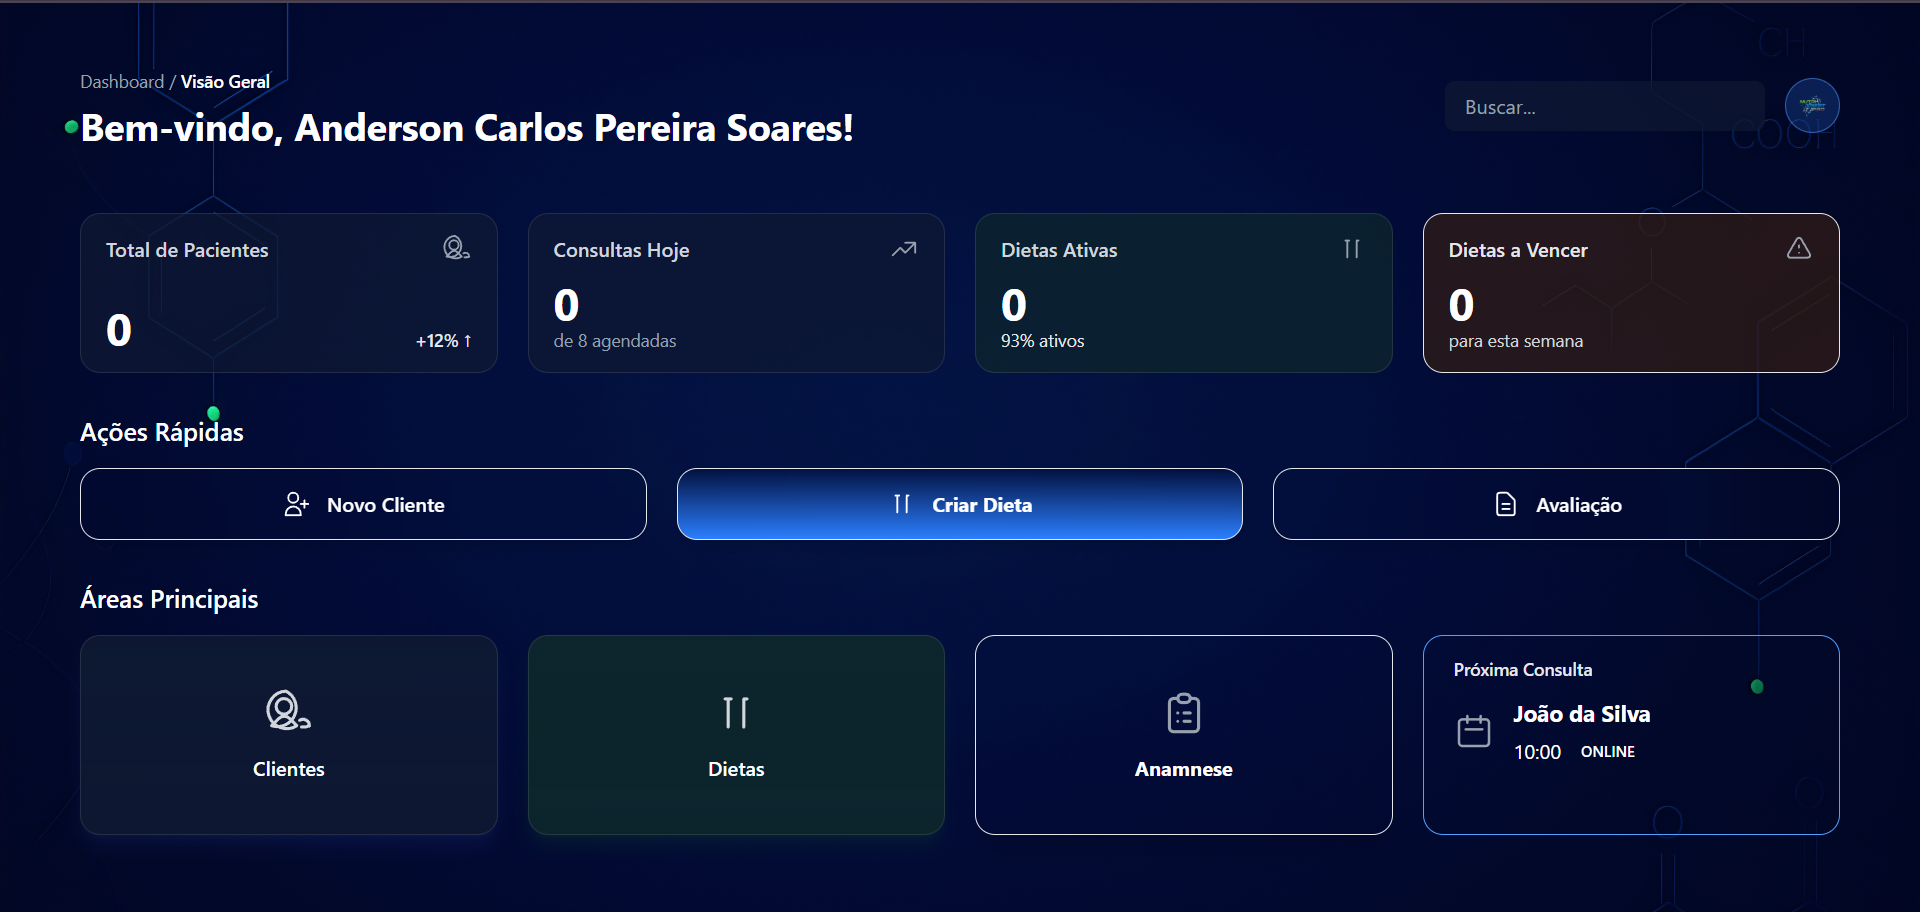 CH
Dashboard / Visão Geral
Bem-vindo, Anderson Carlos Pereira Soares!
Buscar...
COOH
Total de Pacientes
0
+12% ↑
Consultas Hoje
0
de 8 agendadas
Dietas Ativas
0
93% ativos
Dietas a Vencer
0
para esta semana
Ações Rápidas
Novo Cliente
Criar Dieta
Avaliação
Áreas Principais
Clientes
Dietas
Anamnese
Próxima Consulta
João da Silva
10:00 ONLINE
O